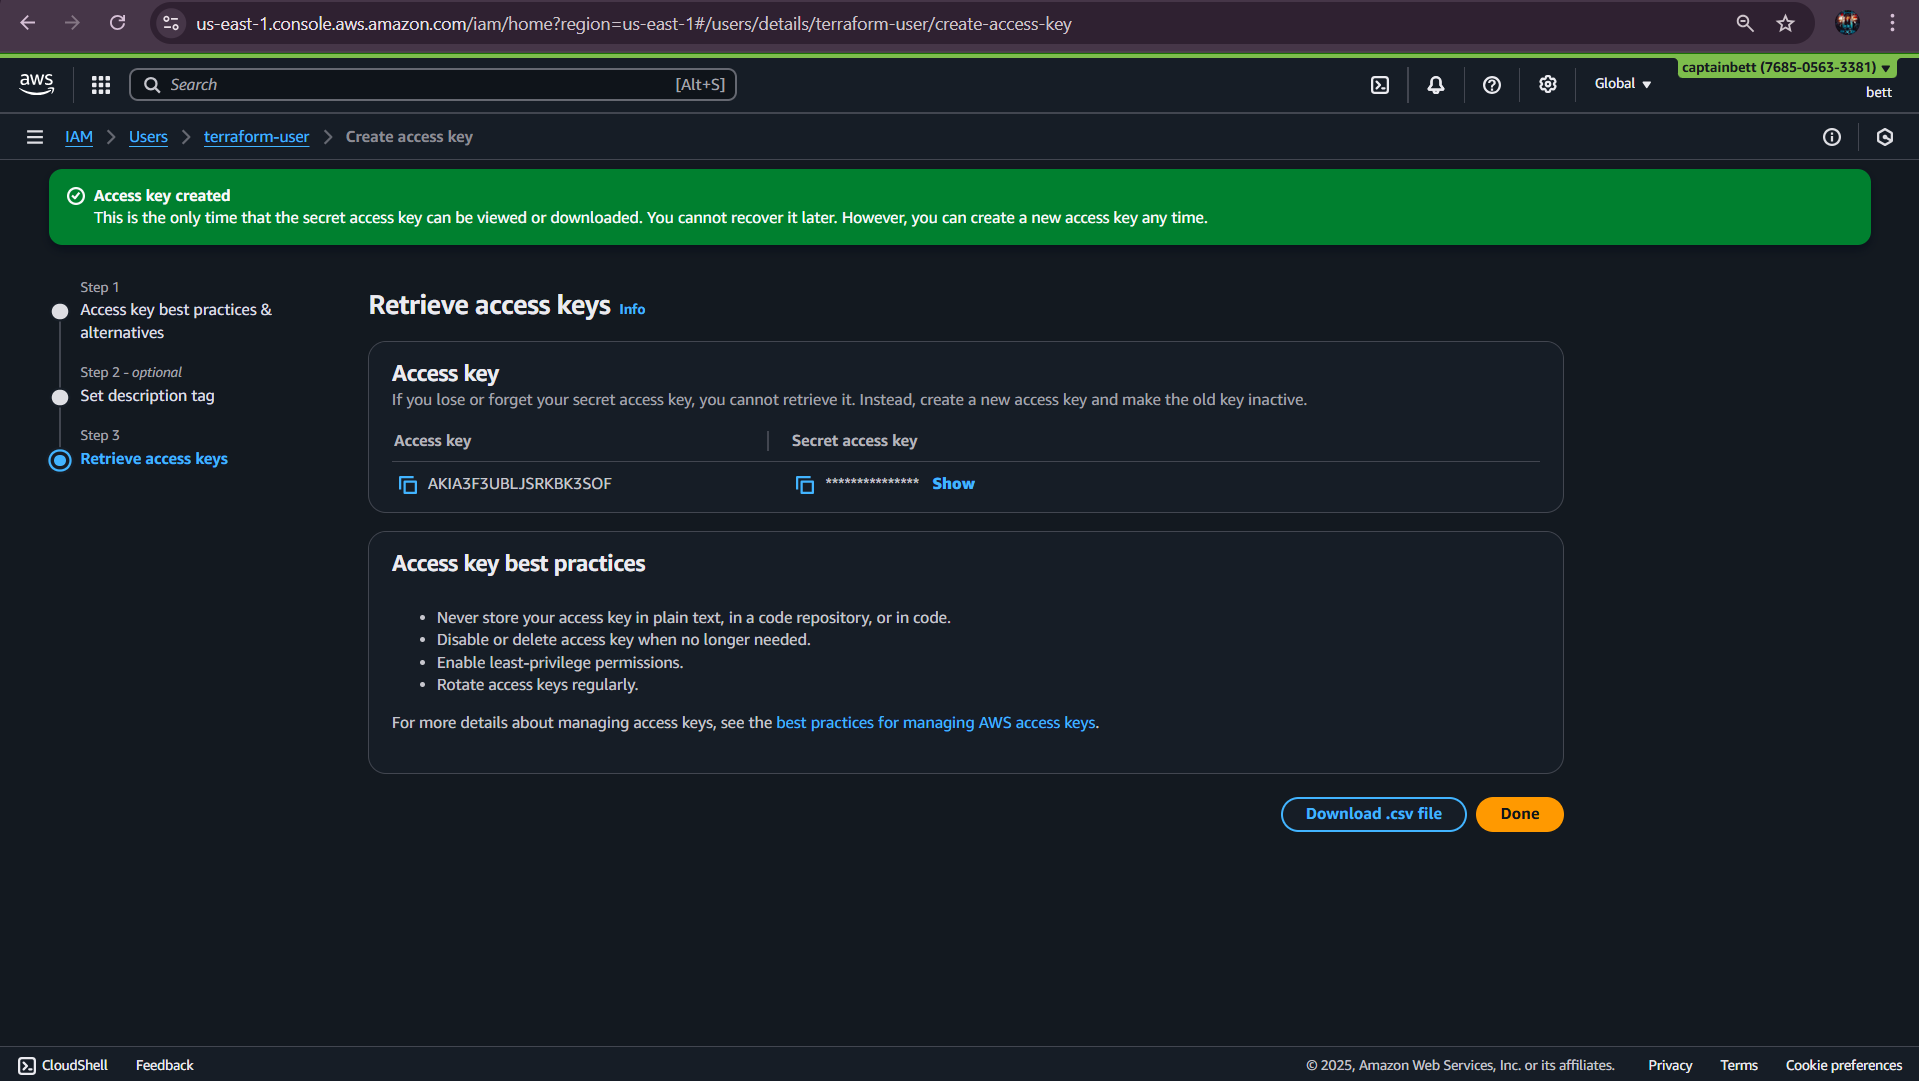 us-east-1.console.aws.amazon.com/iam/home?region=us-east-1#/users/details/terraform-user/create-access-key
aws
Search
[Alt+S]
Global
captainbett (7685-0563-3381)
bett
IAM
Users
terraform-user
Create access key
Access key created
This is the only time that the secret access key can be viewed or downloaded. You cannot recover it later. However, you can create a new access key any time.
Step 1
Access key best practices &
alternatives
Step 2 - optional
Set description tag
Step 3
Retrieve access keys
Retrieve access keys Info
Access key
If you lose or forget your secret access key, you cannot retrieve it. Instead, create a new access key and make the old key inactive.
Access key
Secret access key
AKIA3F3UBLJSRKBK3SOF
*************** Show
Access key best practices
• Never store your access key in plain text, in a code repository, or in code.
• Disable or delete access key when no longer needed.
• Enable least-privilege permissions.
• Rotate access keys regularly.
For more details about managing access keys, see the best practices for managing AWS access keys.
Download .csv file
Done
CloudShell
Feedback
© 2025, Amazon Web Services, Inc. or its affiliates.
Privacy
Terms
Cookie preferences